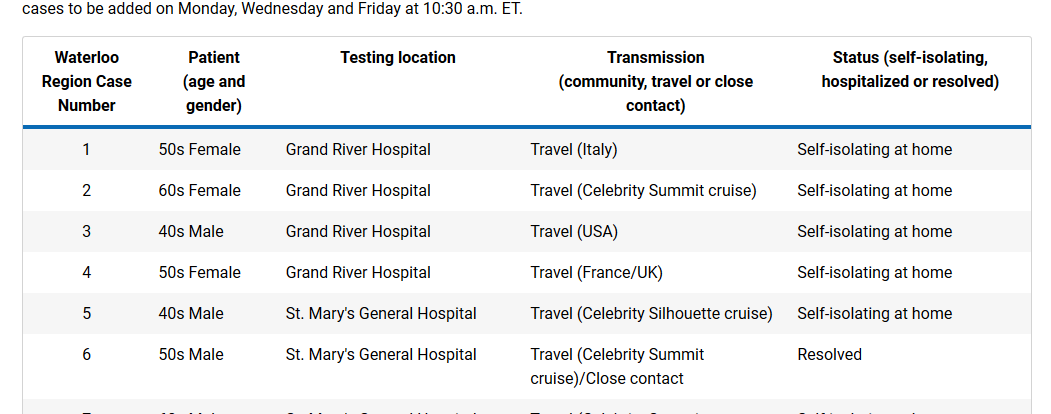 cases to be added on Monday, Wednesday and Friday at 10:30 a.m. ET.
Waterloo Region Case Number
Patient (age and gender)
Testing location
Transmission (community, travel or close contact)
Status (self-isolating, hospitalized or resolved)
1 50s Female Grand River Hospital Travel (Italy) Self-isolating at home
2 60s Female Grand River Hospital Travel (Celebrity Summit cruise) Self-isolating at home
3 40s Male Grand River Hospital Travel (USA) Self-isolating at home
4 50s Female Grand River Hospital Travel (France/UK) Self-isolating at home
5 40s Male St. Mary's General Hospital Travel (Celebrity Silhouette cruise) Self-isolating at home
6 50s Male St. Mary's General Hospital Travel (Celebrity Summit Resolved
cruise)/Close contact